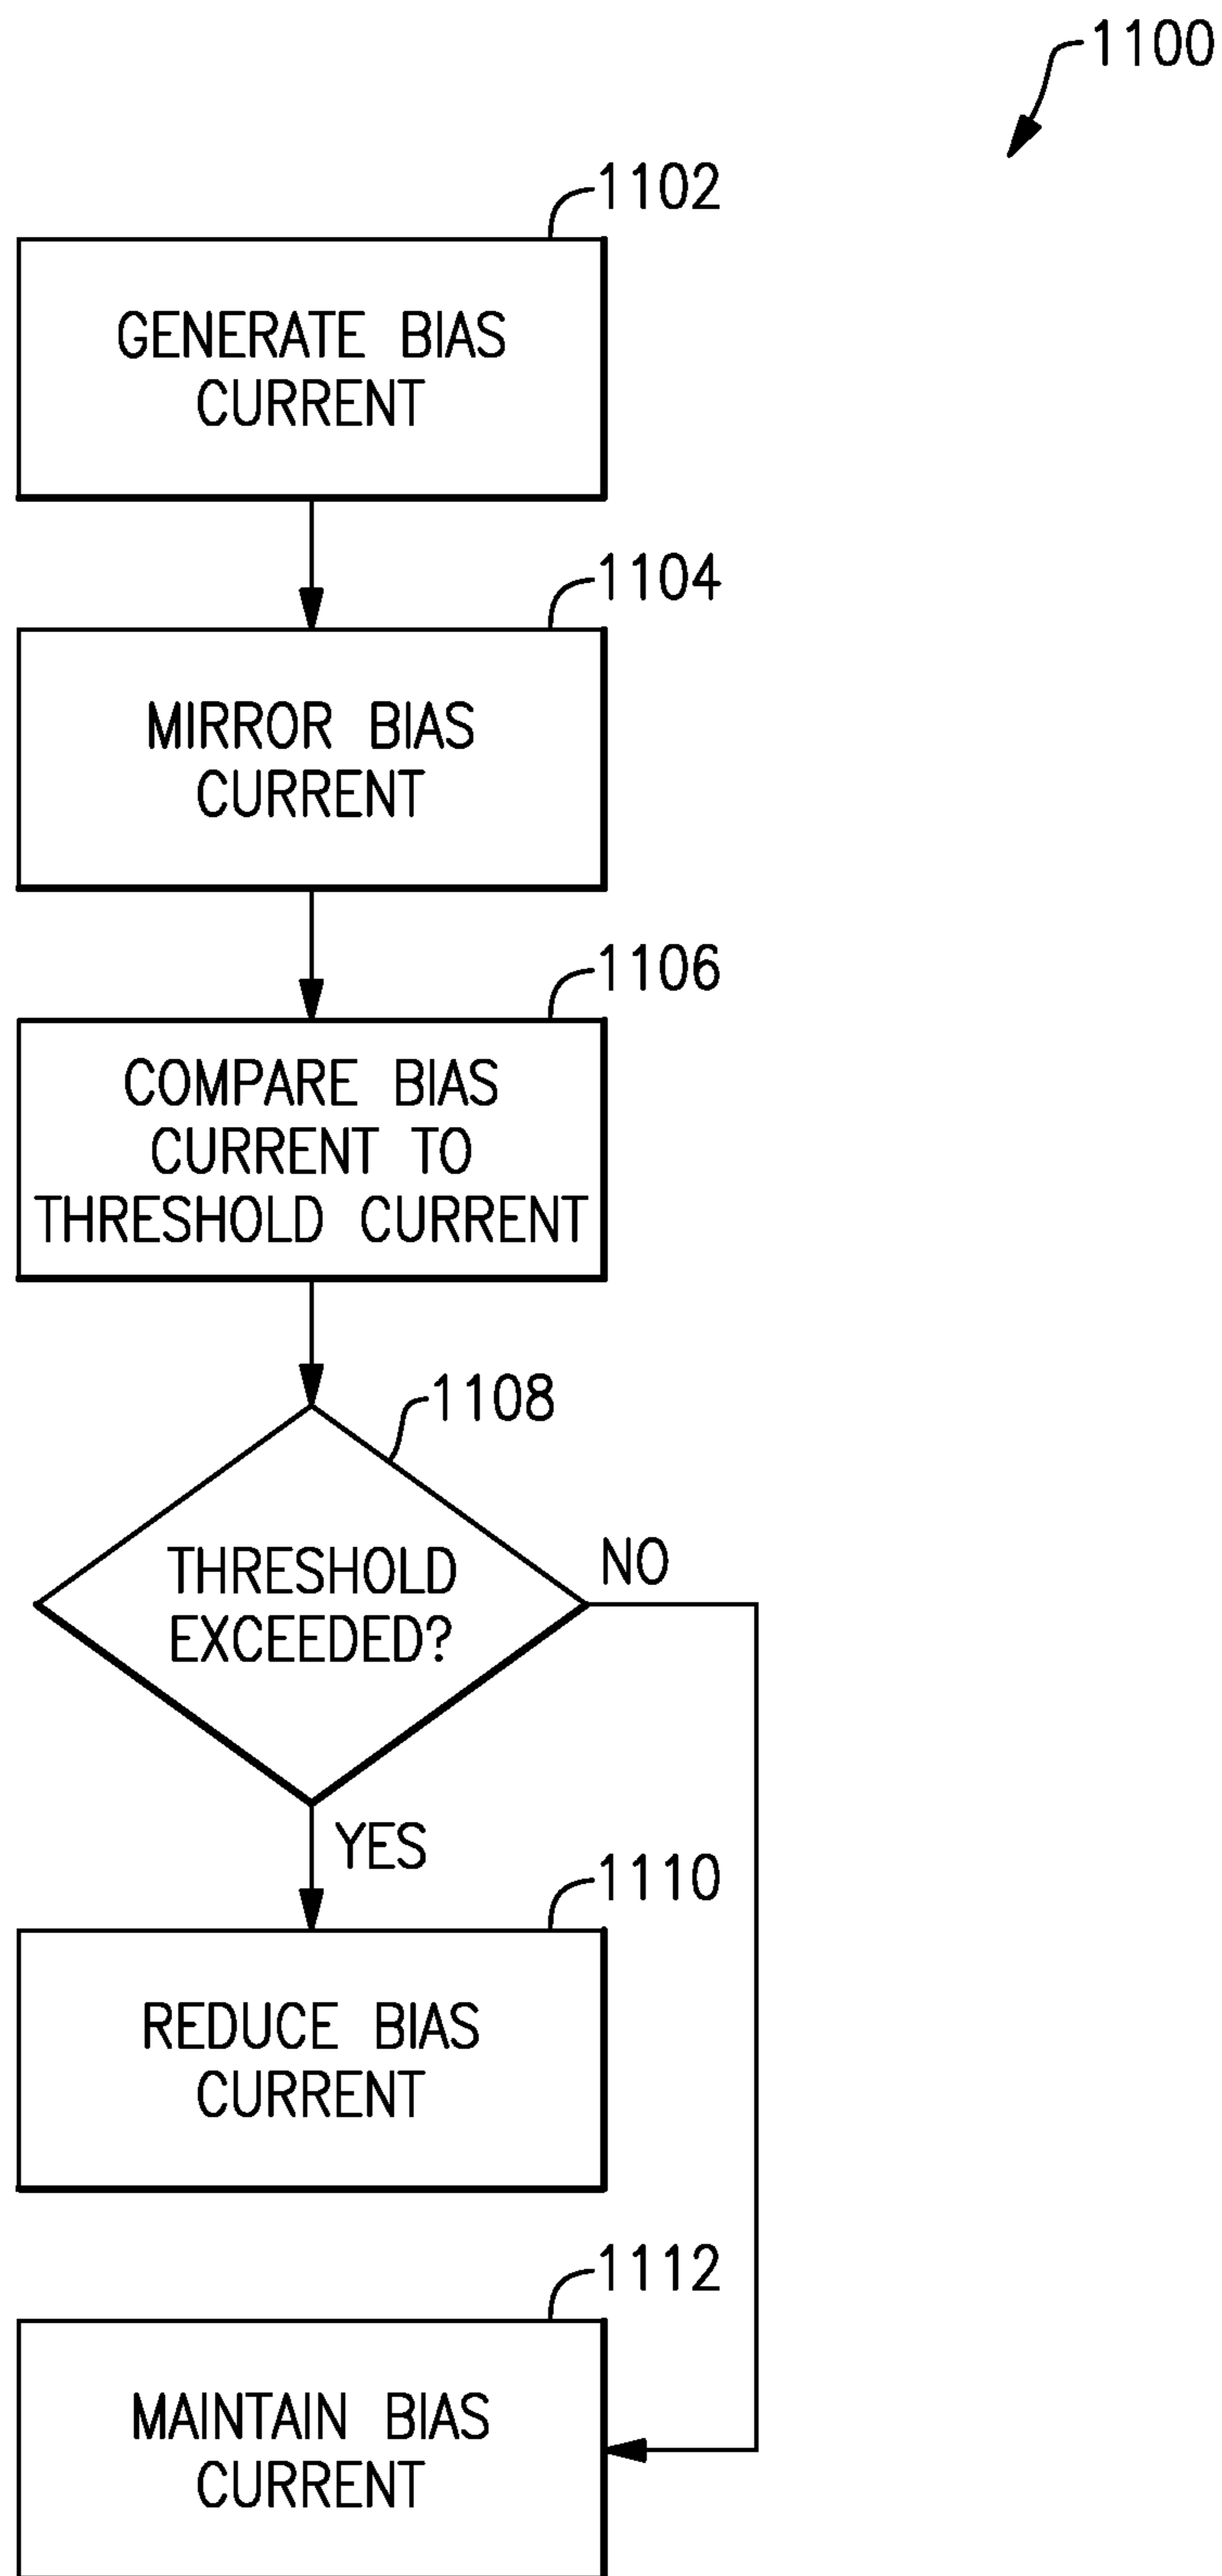 1100
1102
GENERATE BIAS
CURRENT
1104
MIRROR BIAS
CURRENT
1106
COMPARE BIAS
CURRENT TO
THRESHOLD CURRENT
1108
THRESHOLD
EXCEEDED?
NO
YES
1110
REDUCE BIAS
CURRENT
1112
MAINTAIN BIAS
CURRENT